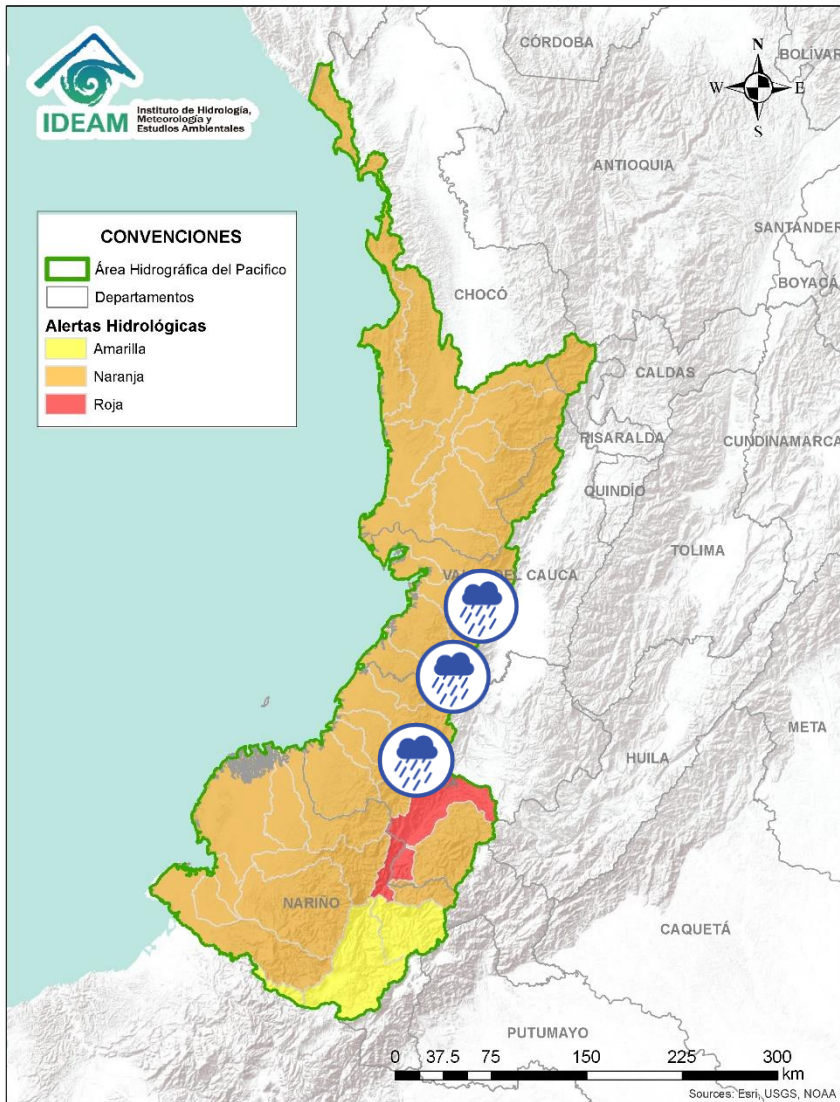 IDEAM
Instituto de Hidrología,
Meteorología y
Estudios Ambientales
N
W
E
S
CONVENCIONES
Área Hidrográfica del Pacifico
Departamentos
Alertas Hidrológicas
Amarilla
Naranja
Roja
CÓRDOBA
BOLÍVAR
ANTIOQUIA
SANTANDER
BOYACÁ
CHOCÓ
CALDAS
RISARALDA
CUNDINAMARCA
QUINDÍO
TOLIMA
DEL CAUCA
META
HUILA
NARIÑO
CAQUETÁ
PUTUMAYO
0 37.5 75 150 225 300
km
Sources: Esri, USGS, NOAA